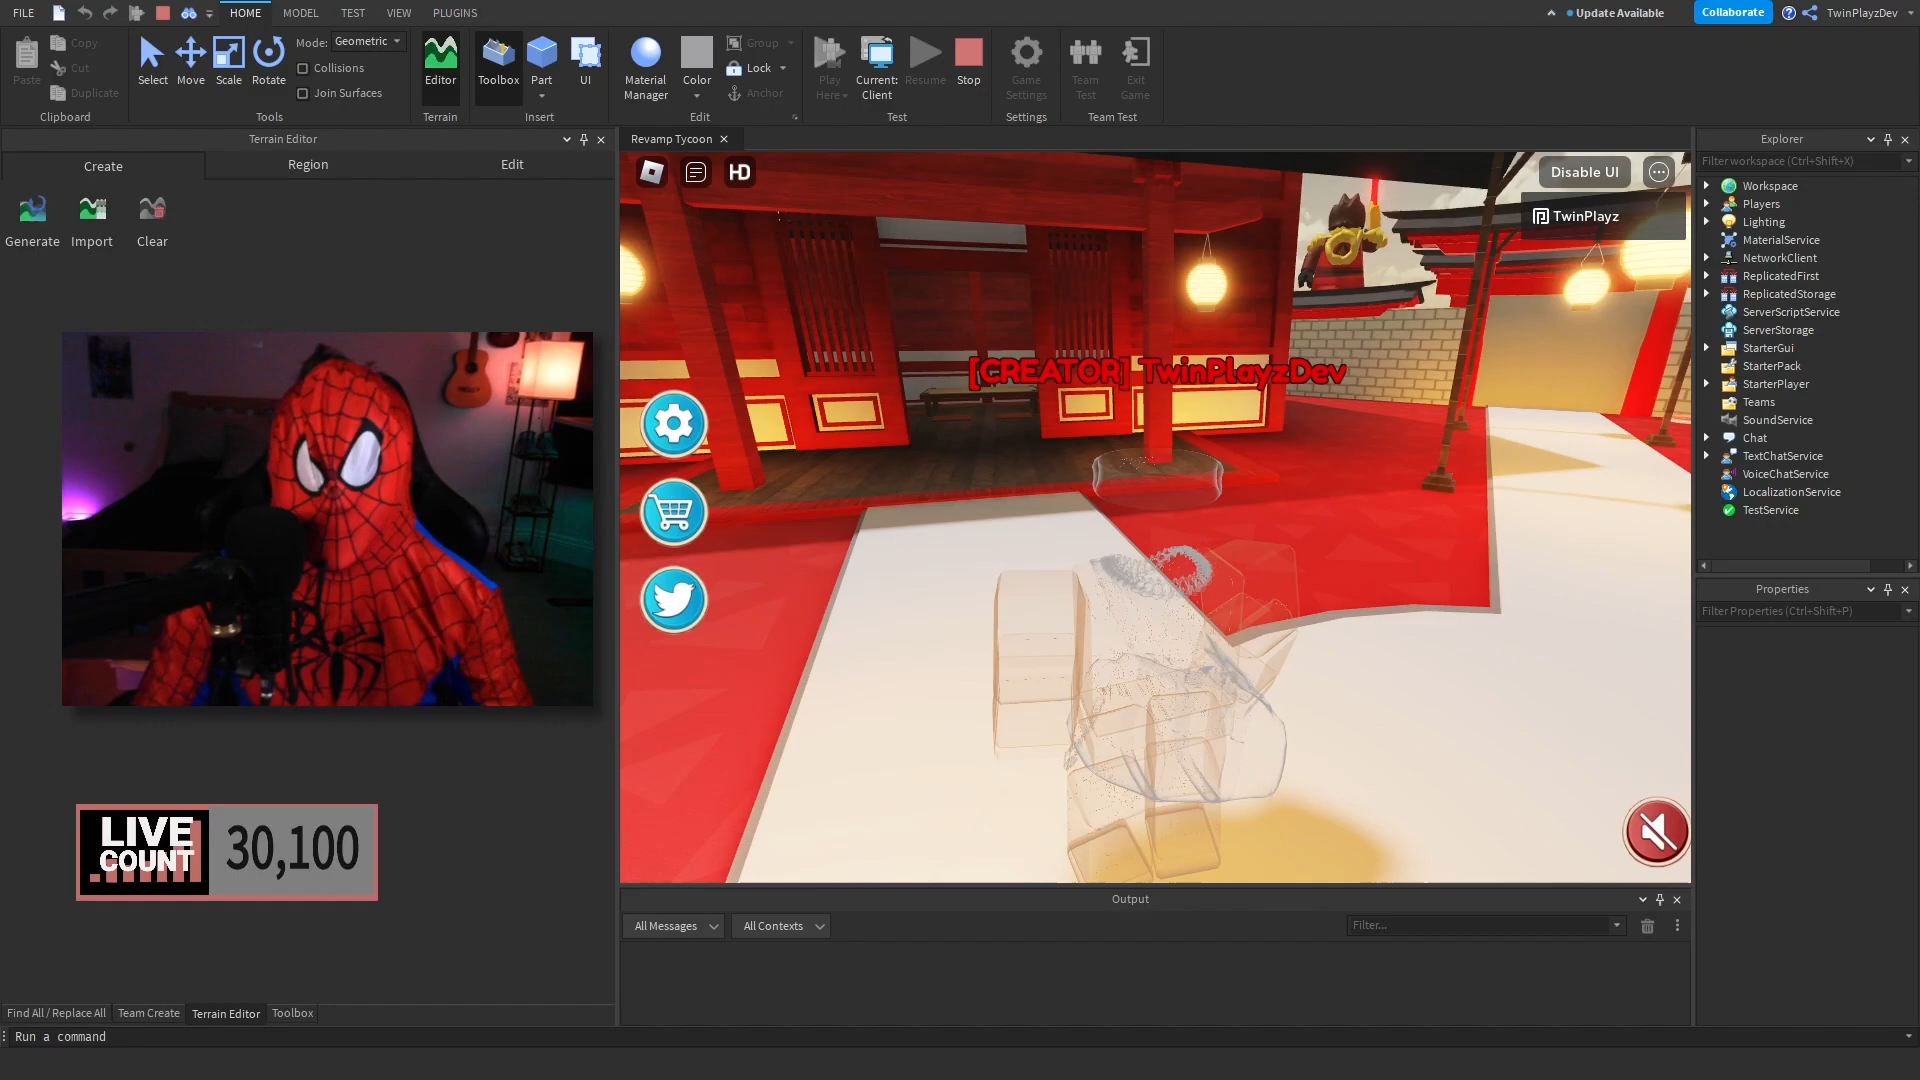 FILE
HOME
MODEL
TEST
VIEW
PLUGINS
Update Available
Collaborate
TwinPlayzDev
Paste
Copy
Cut
Duplicate
Clipboard
Select
Move
Scale
Rotate
Mode:
Geometric
Collisions
Join Surfaces
Tools
Editor
Terrain
Toolbox
Part
UI
Insert
Material
Manager
Color
Group
Lock
Anchor
Edit
Play
Here
Current:
Client
Resume
Stop
Test
Game
Settings
Settings
Team
Test
Exit
Game
Team Test
Terrain Editor
Create
Region
Edit
Generate
Import
Clear
LIVE
COUNT
30,100
Find All / Replace All
Team Create
Terrain Editor
Toolbox
Run a command
Revamp Tycoon
HD
Disable UI
TwinPlayz
[CREATOR] TwinPlayzDev
Output
All Messages
All Contexts
Filter...
Explorer
Filter workspace (Ctrl+Shift+X)
Workspace
Players
Lighting
MaterialService
NetworkClient
ReplicatedFirst
ReplicatedStorage
ServerScriptService
ServerStorage
StarterGui
StarterPack
StarterPlayer
Teams
SoundService
Chat
TextChatService
VoiceChatService
LocalizationService
TestService
Properties
Filter Properties (Ctrl+Shift+P)